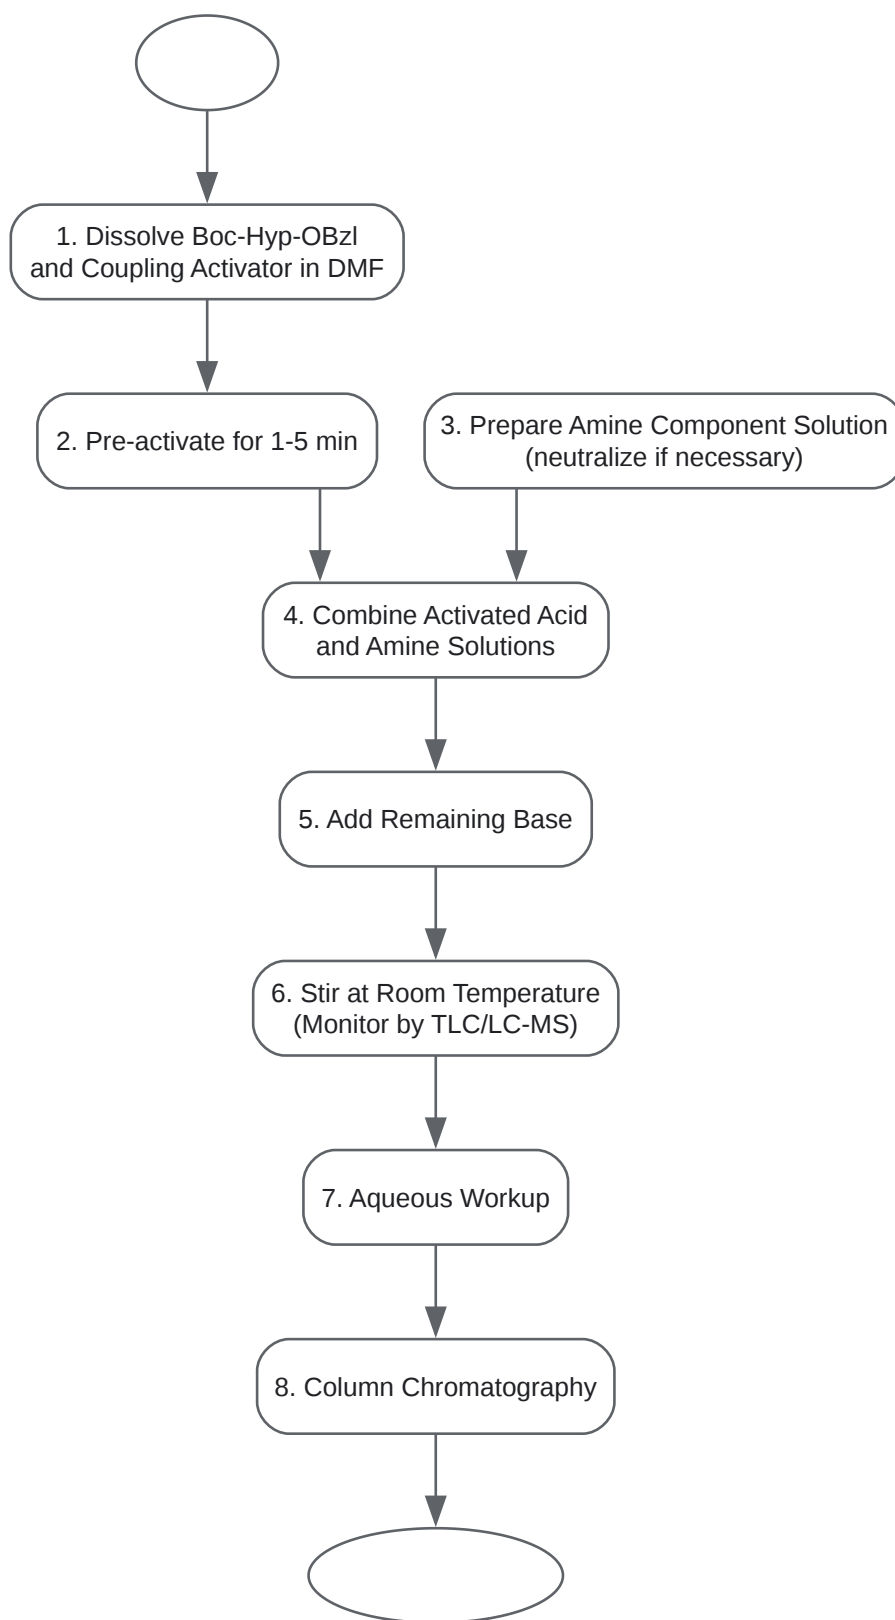 1. Dissolve Boc-Hyp-OBzl
and Coupling Activator in DMF
2. Pre-activate for 1-5 min
3. Prepare Amine Component Solution
(neutralize if necessary)
4. Combine Activated Acid
and Amine Solutions
5. Add Remaining Base
6. Stir at Room Temperature
(Monitor by TLC/LC-MS)
7. Aqueous Workup
8. Column Chromatography